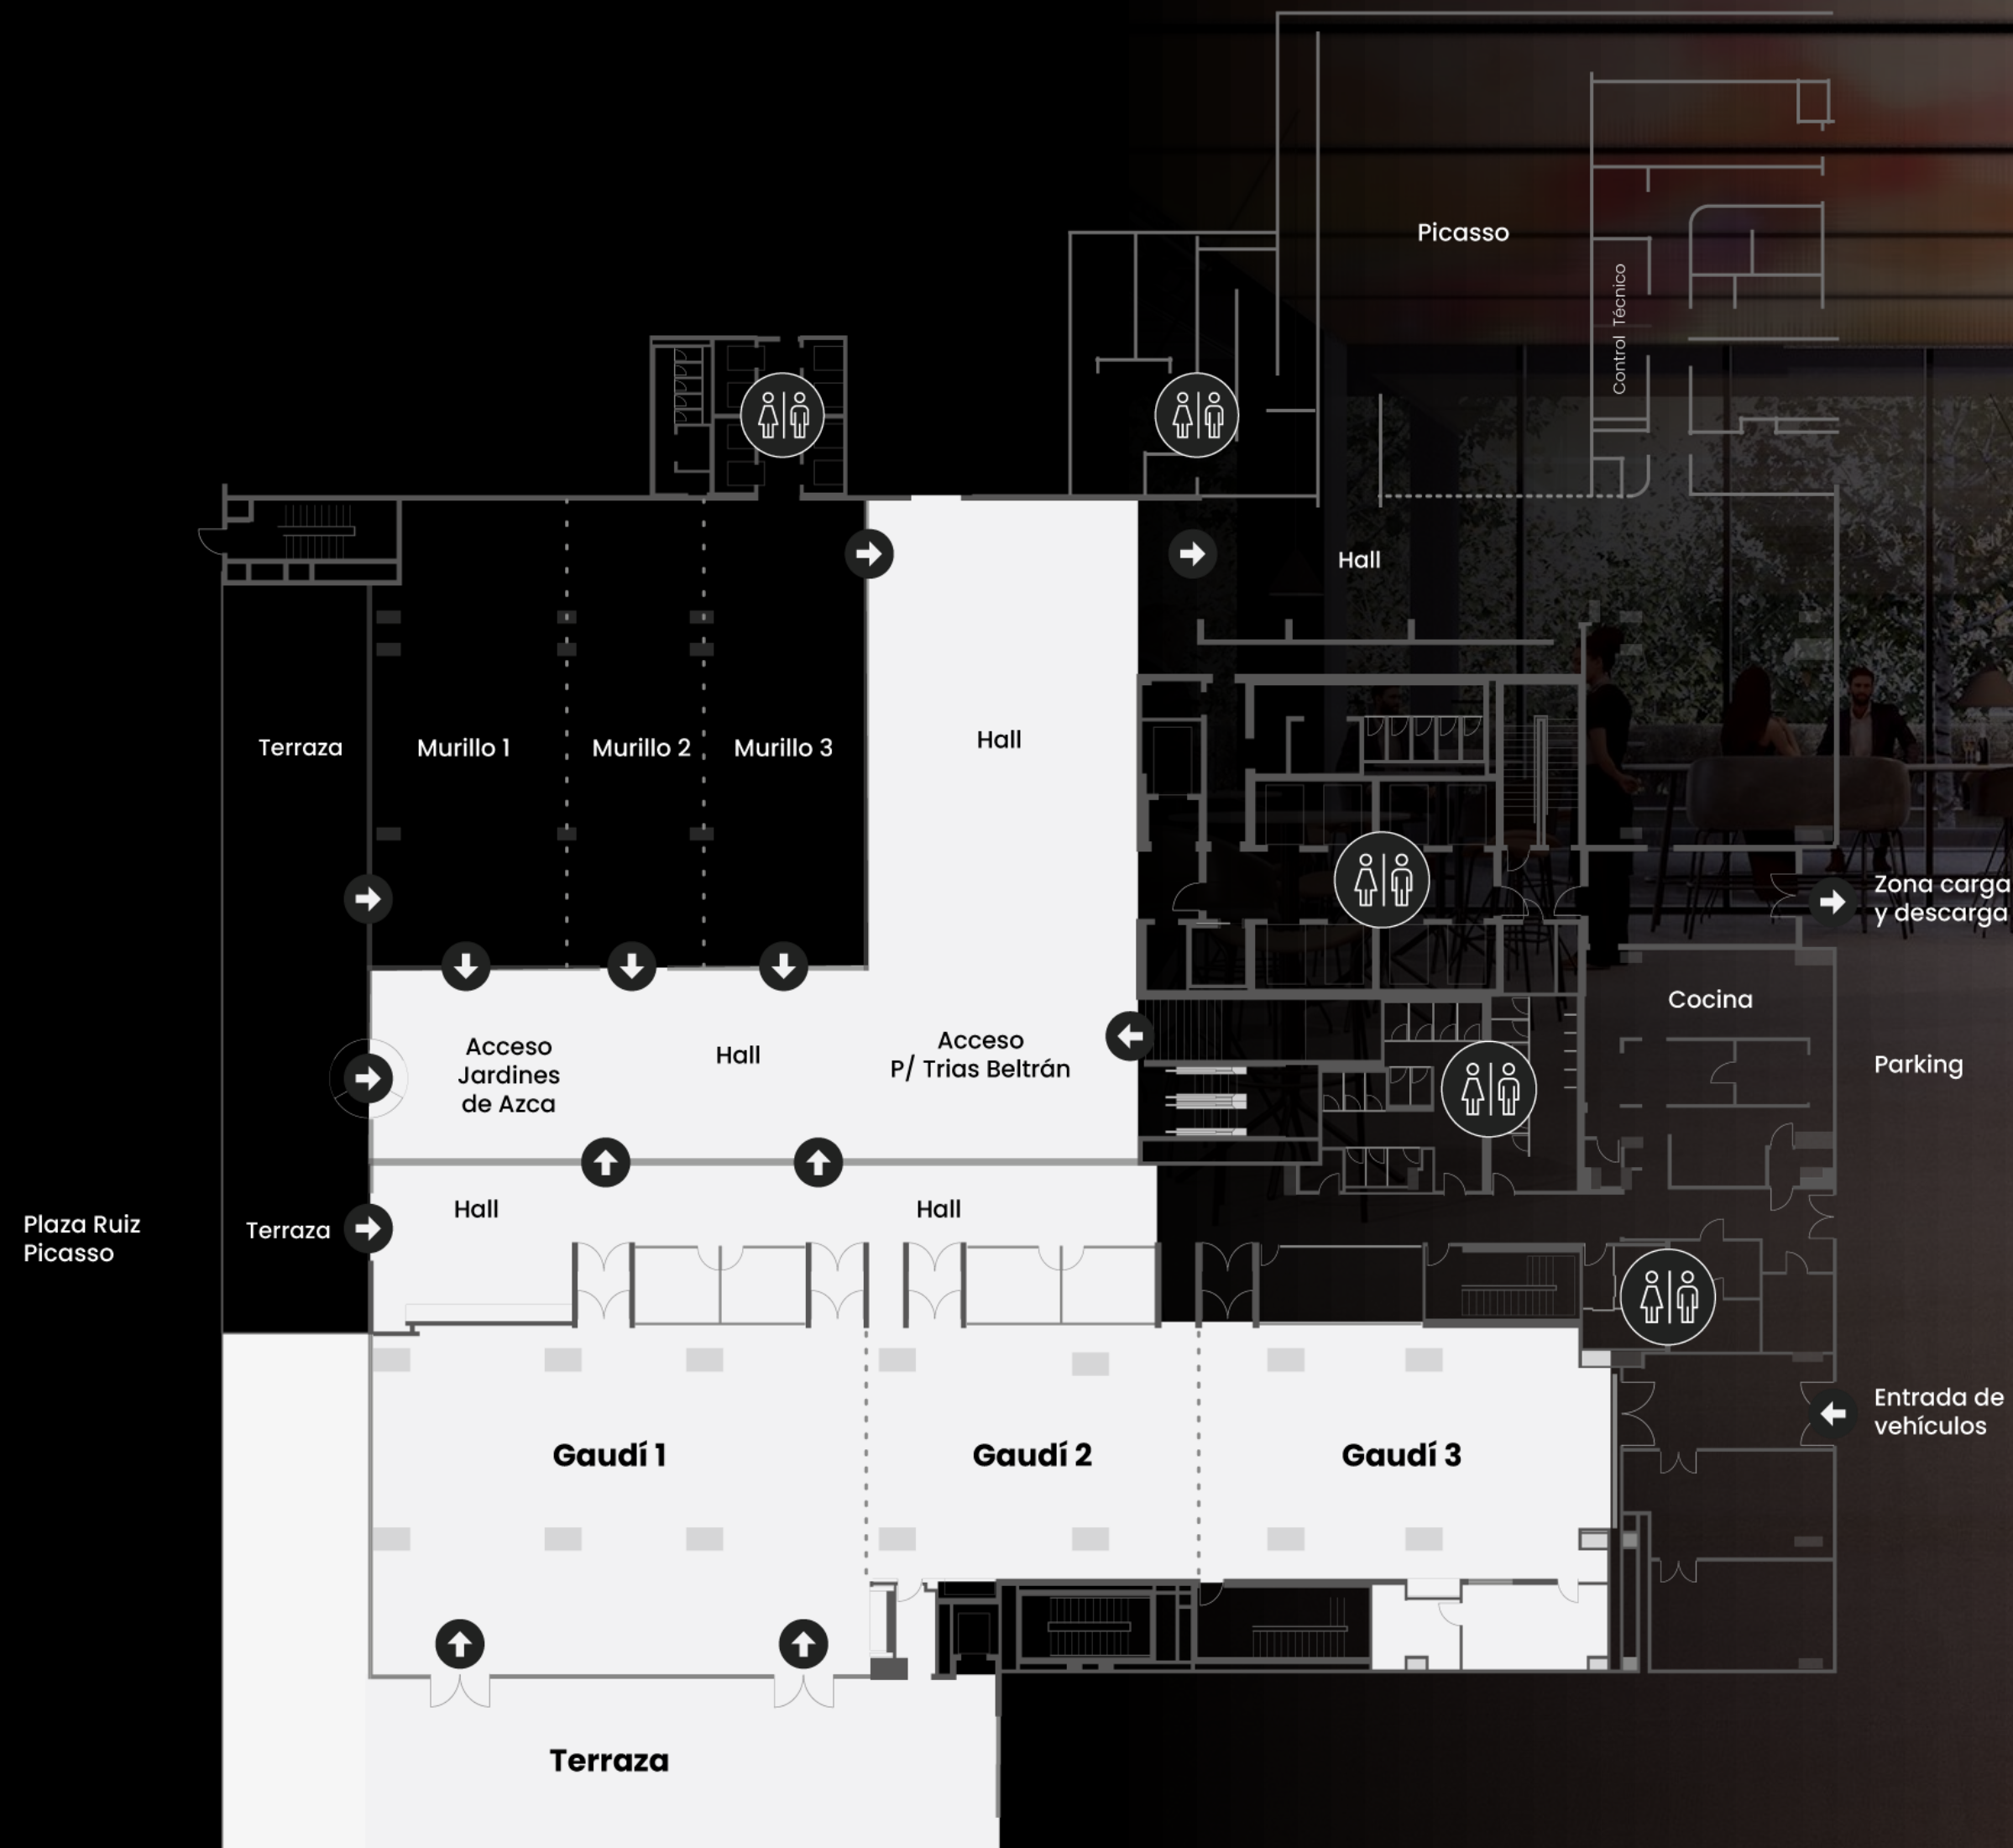 Picasso
Control Técnico
Hall
Terraza
Murillo 1
Murillo 2
Murillo 3
Hall
Zona carga
y descarga
Acceso
Jardines
de Azca
Hall
Acceso
P/ Trias Beltrán
Cocina
Parking
Plaza Ruiz
Picasso
Terraza
Hall
Hall
Entrada de
vehículos
Gaudí 1
Gaudí 2
Gaudí 3
Terraza